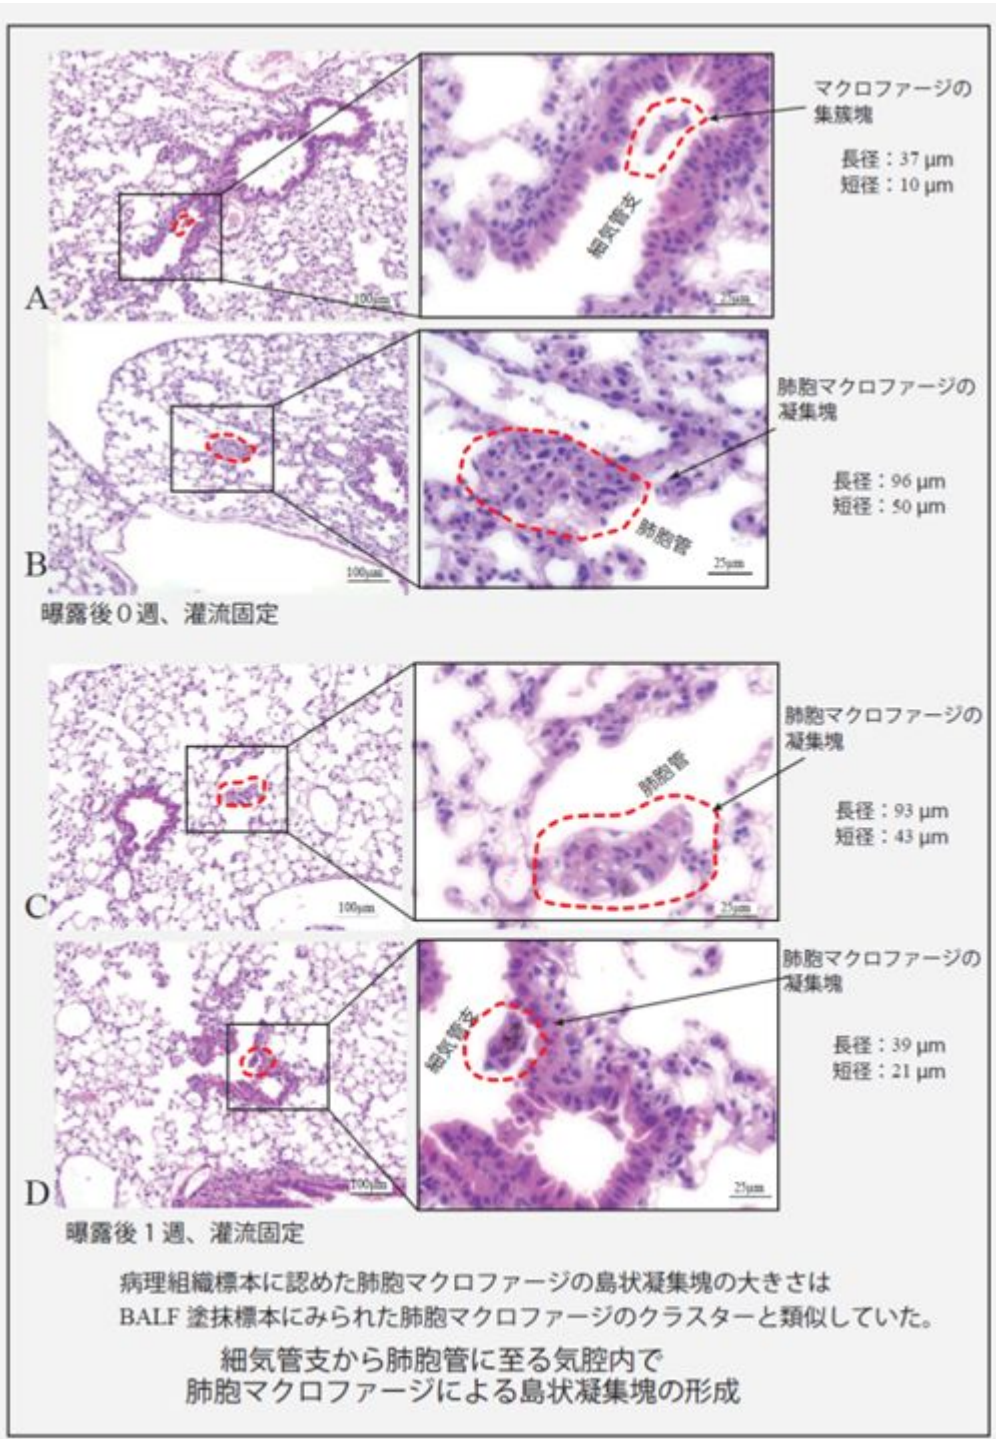 マクロファージの
集簇塊
長径：37 µm
短径：10 µm
細気管支
A
100µm
25µm
肺胞マクロファージの
凝集塊
長径：96 µm
短径：50 µm
肺胞管
B
100µm
25µm
曝露後０週、灌流固定
肺胞マクロファージの
凝集塊
肺胞管
長径：93 µm
短径：43 µm
C
100µm
25µm
肺胞マクロファージの
凝集塊
細気管支
長径：39 µm
短径：21 µm
D
100µm
25µm
曝露後１週、灌流固定
病理組織標本に認めた肺胞マクロファージの島状凝集塊の大きさは
BALF 塗抹標本にみられた肺胞マクロファージのクラスターと類似していた。
細気管支から肺胞管に至る気腔内で
肺胞マクロファージによる島状凝集塊の形成